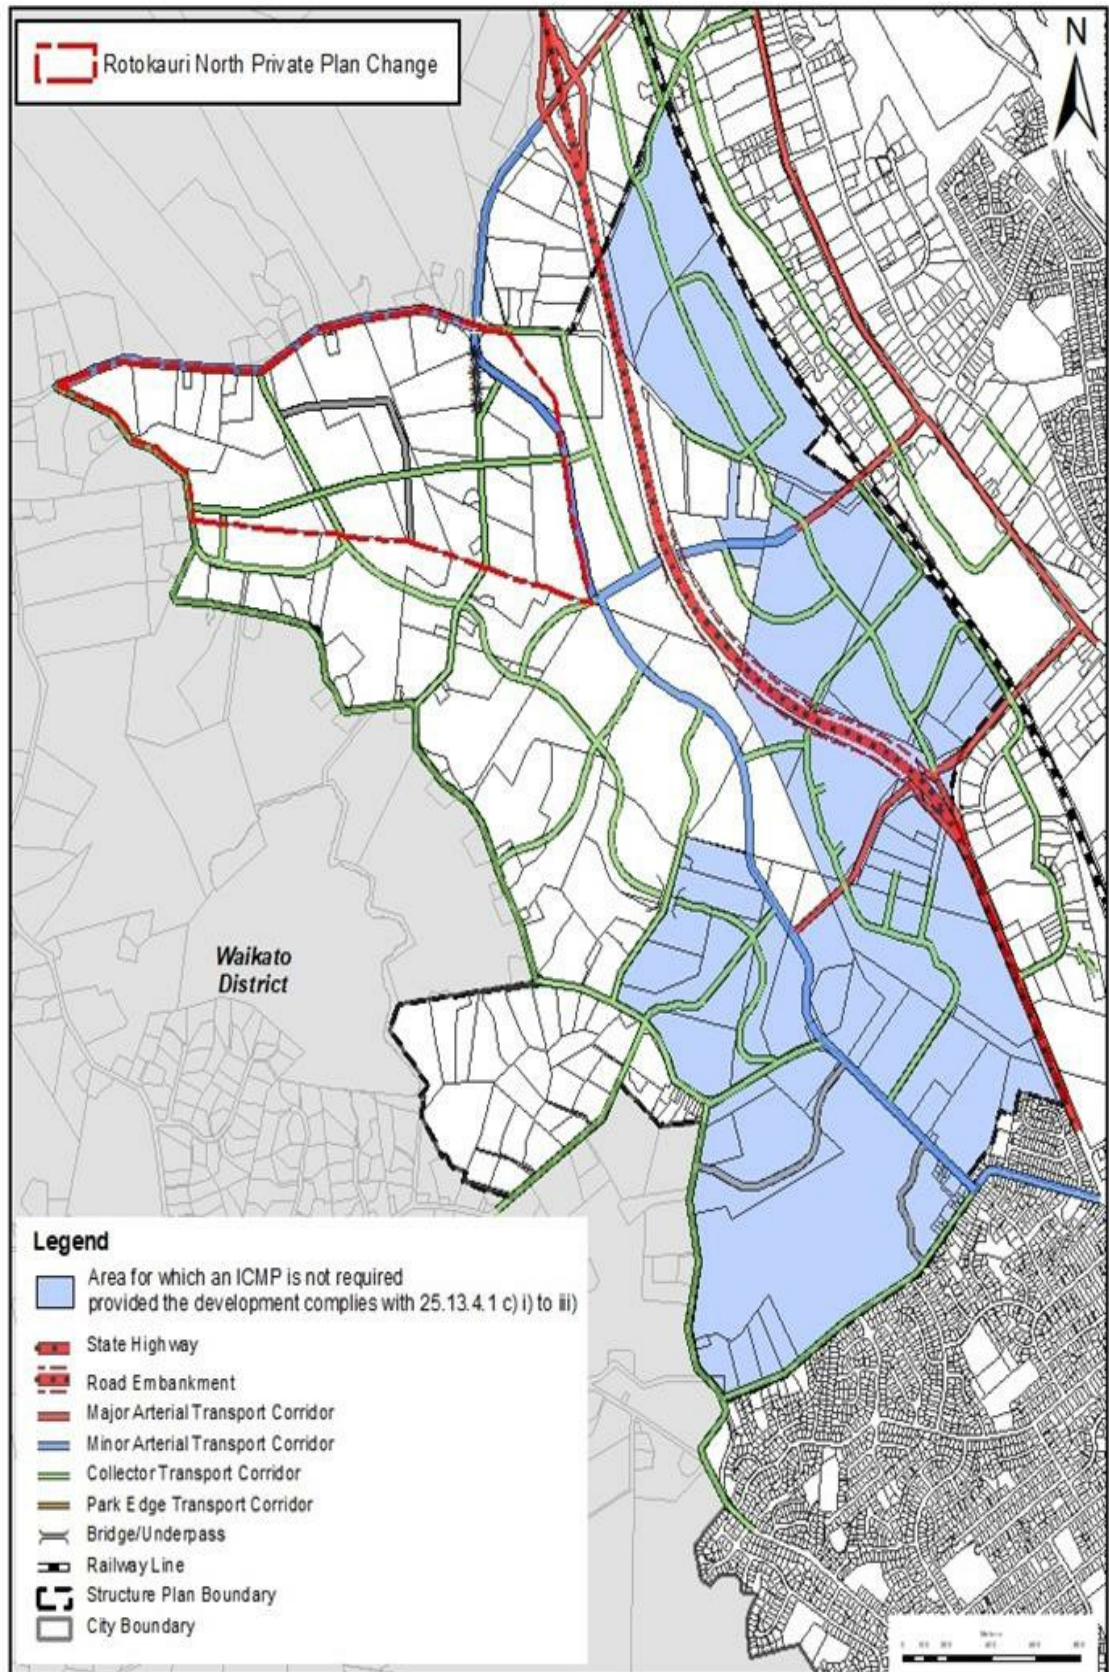 Rotokauri North Private Plan Change
N
Waikato
District
Legend
Area for which an ICMP is not required
provided the development complies with 25.13.4.1 c) i) to iii)
State Highway
Road Embankment
Major Arterial Transport Corridor
Minor Arterial Transport Corridor
Collector Transport Corridor
Park Edge Transport Corridor
Bridge/Underpass
Railway Line
Structure Plan Boundary
City Boundary